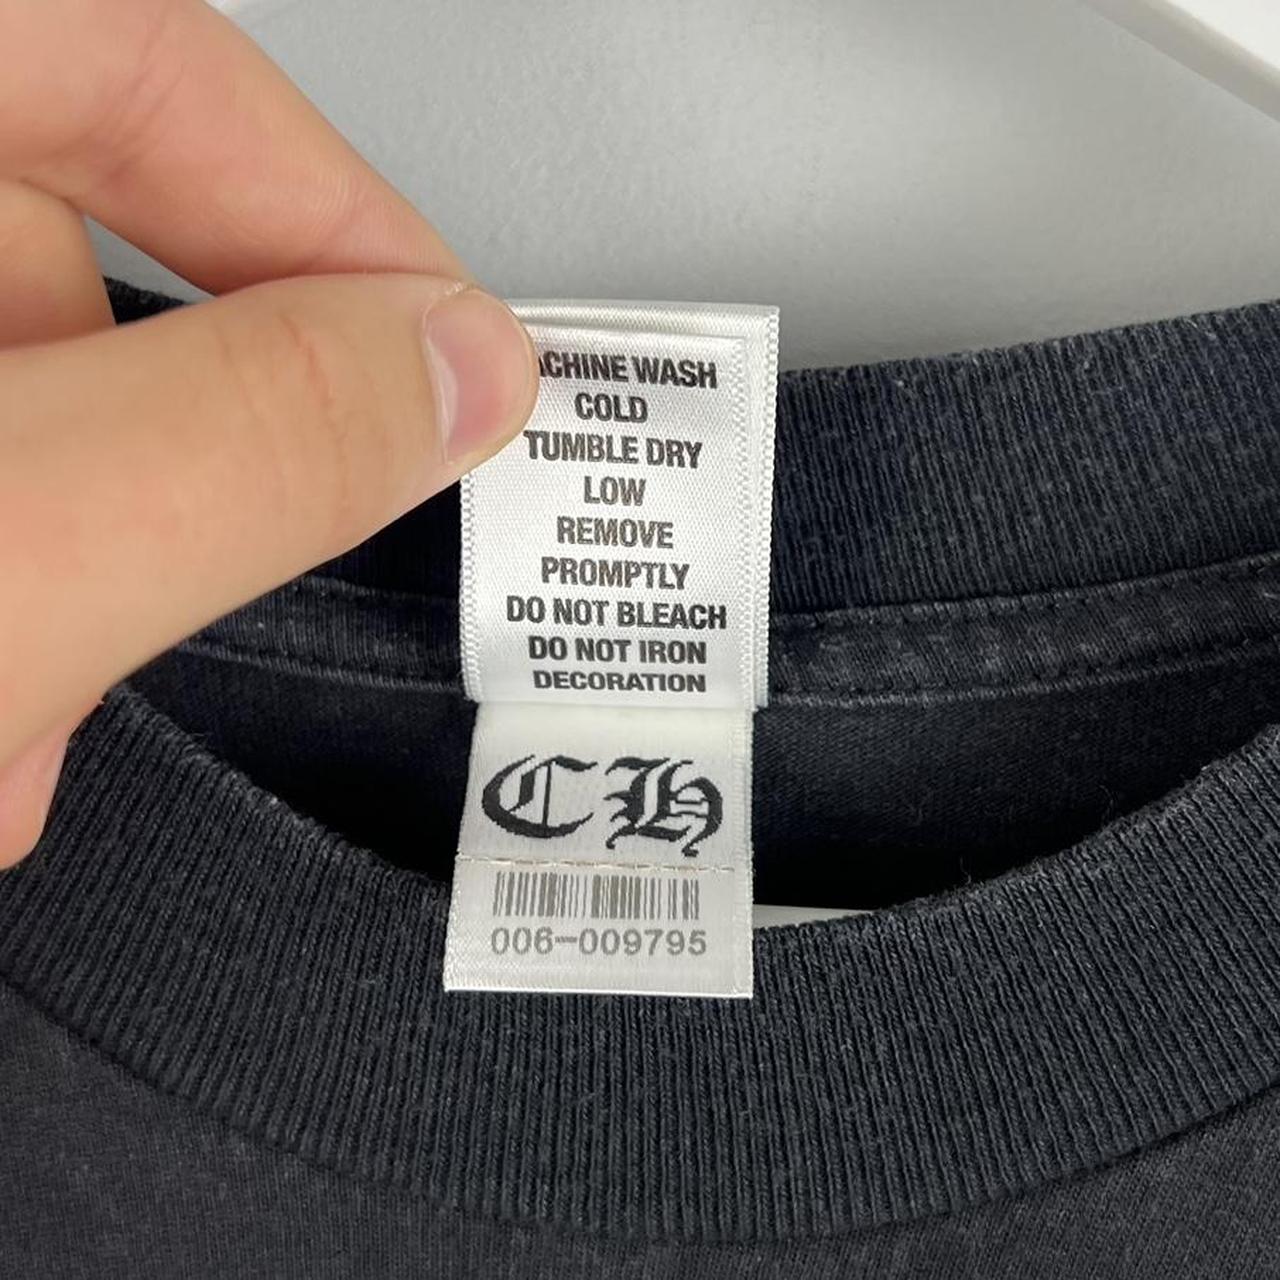 ACHINE WASH
COLD
TUMBLE DRY
LOW
REMOVE
PROMPTLY
DO NOT BLEACH
DO NOT IRON
DECORATION
CH
006-009795